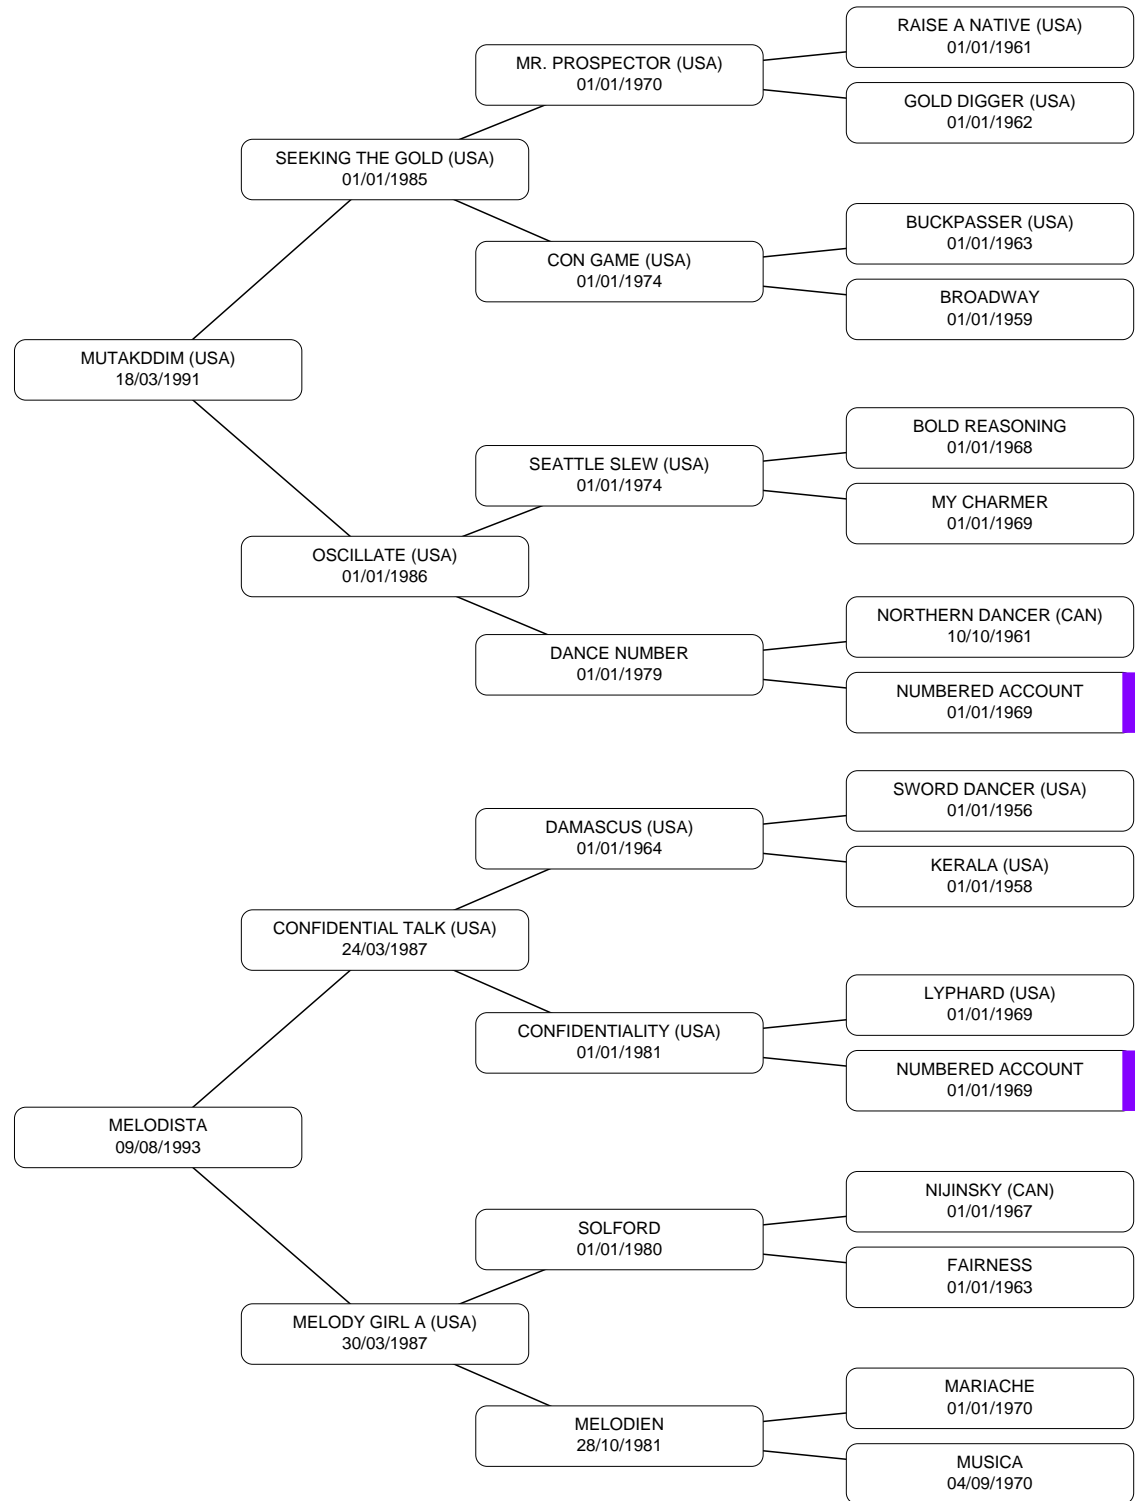 RAISE A NATIVE (USA)
01/01/1961
MR. PROSPECTOR (USA)
01/01/1970
GOLD DIGGER (USA)
01/01/1962
SEEKING THE GOLD (USA)
01/01/1985
BUCKPASSER (USA)
01/01/1963
CON GAME (USA)
01/01/1974
BROADWAY
01/01/1959
MUTAKDDIM (USA)
18/03/1991
BOLD REASONING
01/01/1968
SEATTLE SLEW (USA)
01/01/1974
MY CHARMER
01/01/1969
OSCILLATE (USA)
01/01/1986
NORTHERN DANCER (CAN)
10/10/1961
DANCE NUMBER
01/01/1979
NUMBERED ACCOUNT
01/01/1969
SWORD DANCER (USA)
01/01/1956
DAMASCUS (USA)
01/01/1964
KERALA (USA)
01/01/1958
CONFIDENTIAL TALK (USA)
24/03/1987
LYPHARD (USA)
01/01/1969
CONFIDENTIALITY (USA)
01/01/1981
NUMBERED ACCOUNT
01/01/1969
MELODISTA
09/08/1993
NIJINSKY (CAN)
01/01/1967
SOLFORD
01/01/1980
FAIRNESS
01/01/1963
MELODY GIRL A (USA)
30/03/1987
MARIACHE
01/01/1970
MELODIEN
28/10/1981
MUSICA
04/09/1970